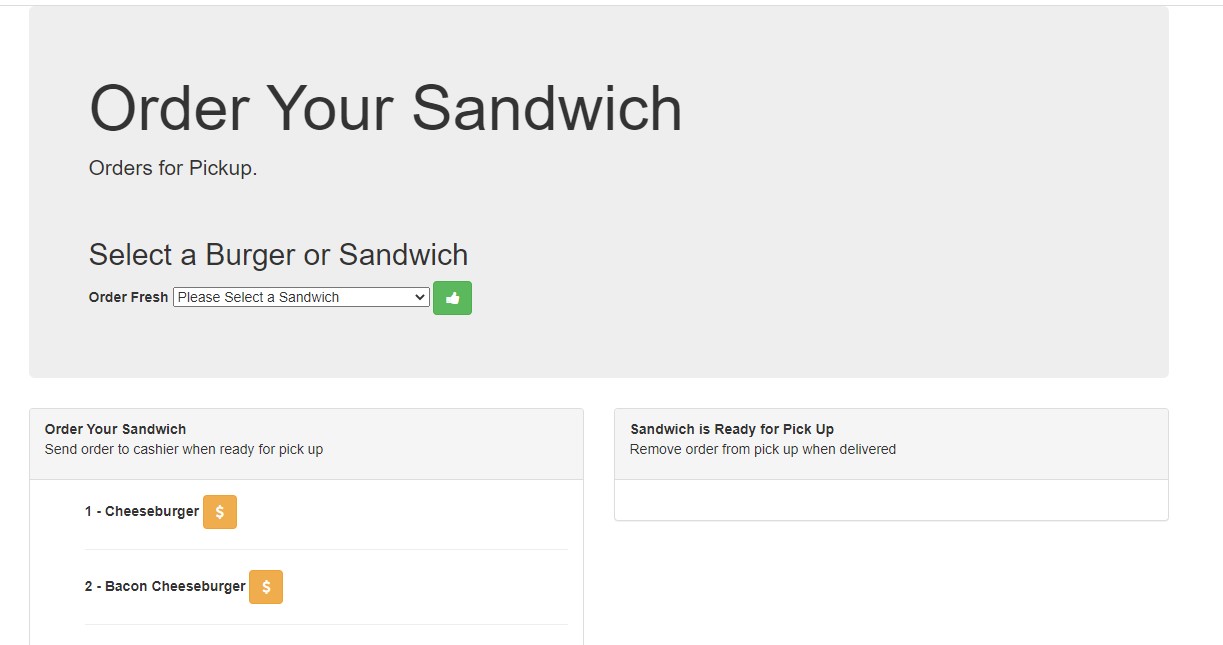 Order Your Sandwich
Orders for Pickup.
Select a Burger or Sandwich
Order Fresh Please Select a Sandwich
Order Your Sandwich
Send order to cashier when ready for pick up
1 - Cheeseburger $
2 - Bacon Cheeseburger $
Sandwich is Ready for Pick Up
Remove order from pick up when delivered